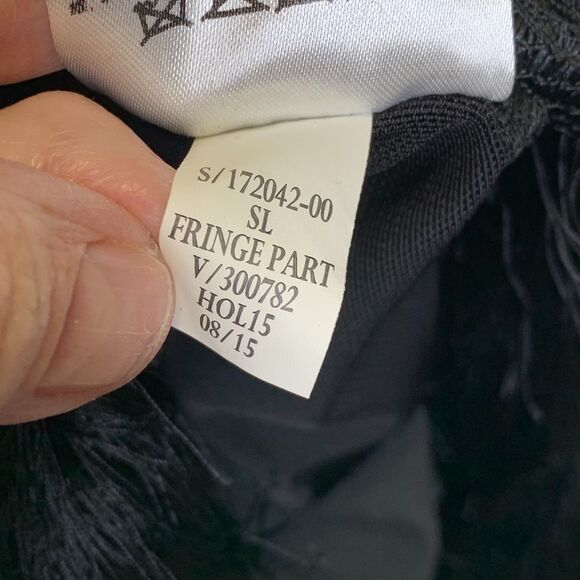 S/172042-00
SL
FRINGE PART
V/300782
HOL15
08/15